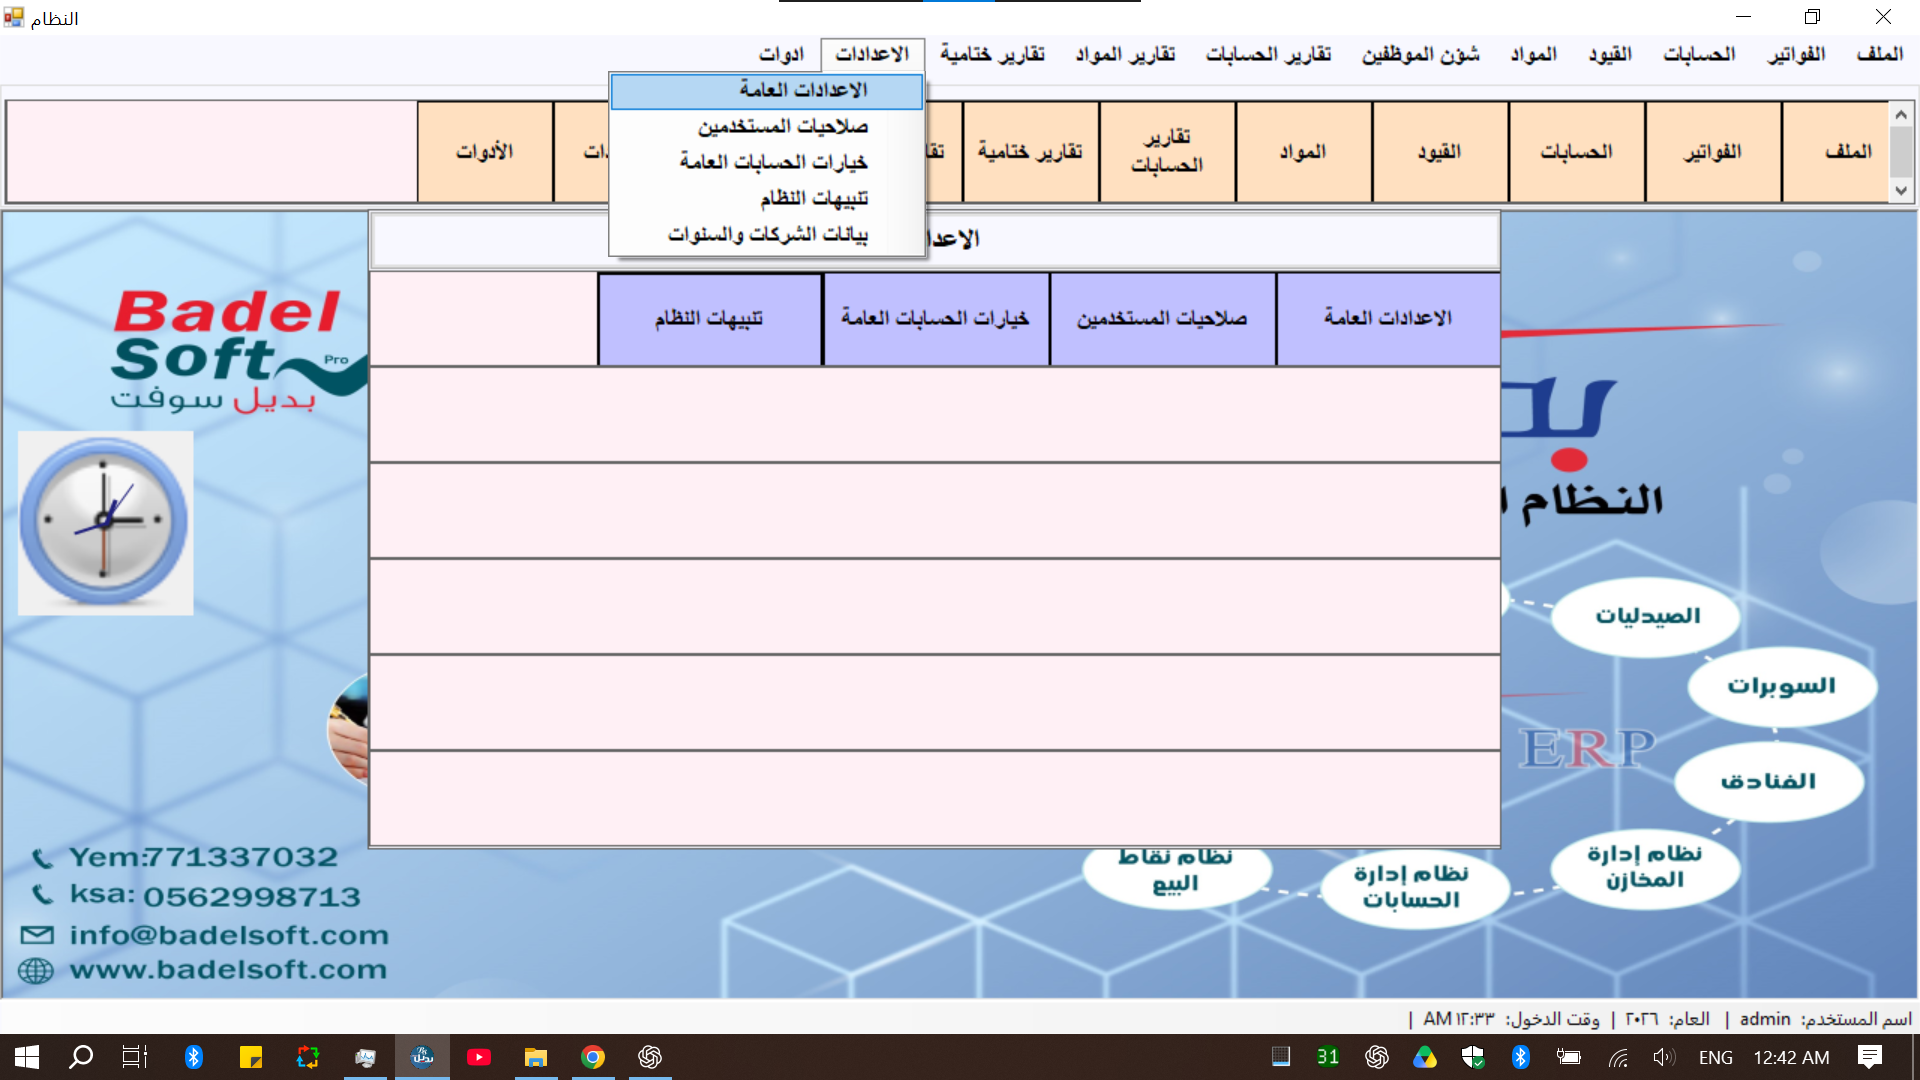 النظام
الملف
الفواتير
الحسابات
القيود
المواد
شؤن الموظفين
تقارير الحسابات
تقارير المواد
تقارير ختامية
الاعدادات
ادوات
الاعدادات العامة
صلاحيات المستخدمين
خيارات الحسابات العامة
تنبيهات النظام
بيانات الشركات والسنوات
الملف
الفواتير
الحسابات
القيود
المواد
تقارير
الحسابات
تقارير ختامية
الأدوات
الاعدادات العامة
صلاحيات المستخدمين
خيارات الحسابات العامة
تنبيهات النظام
Badel
Soft
Pro
بديل سوفت
النظام
الصيدليات
السوبرات
ERP
الفنادق
نظام إدارة
المخازن
نظام إدارة
الحسابات
نظام نقاط
البيع
Yem:771337032
ksa: 0562998713
info@badelsoft.com
www.badelsoft.com
اسم المستخدم: admin | العام: ٢٠٢٦ | وقت الدخول: ١٢:٣٣ AM |
31
ENG
12:42 AM